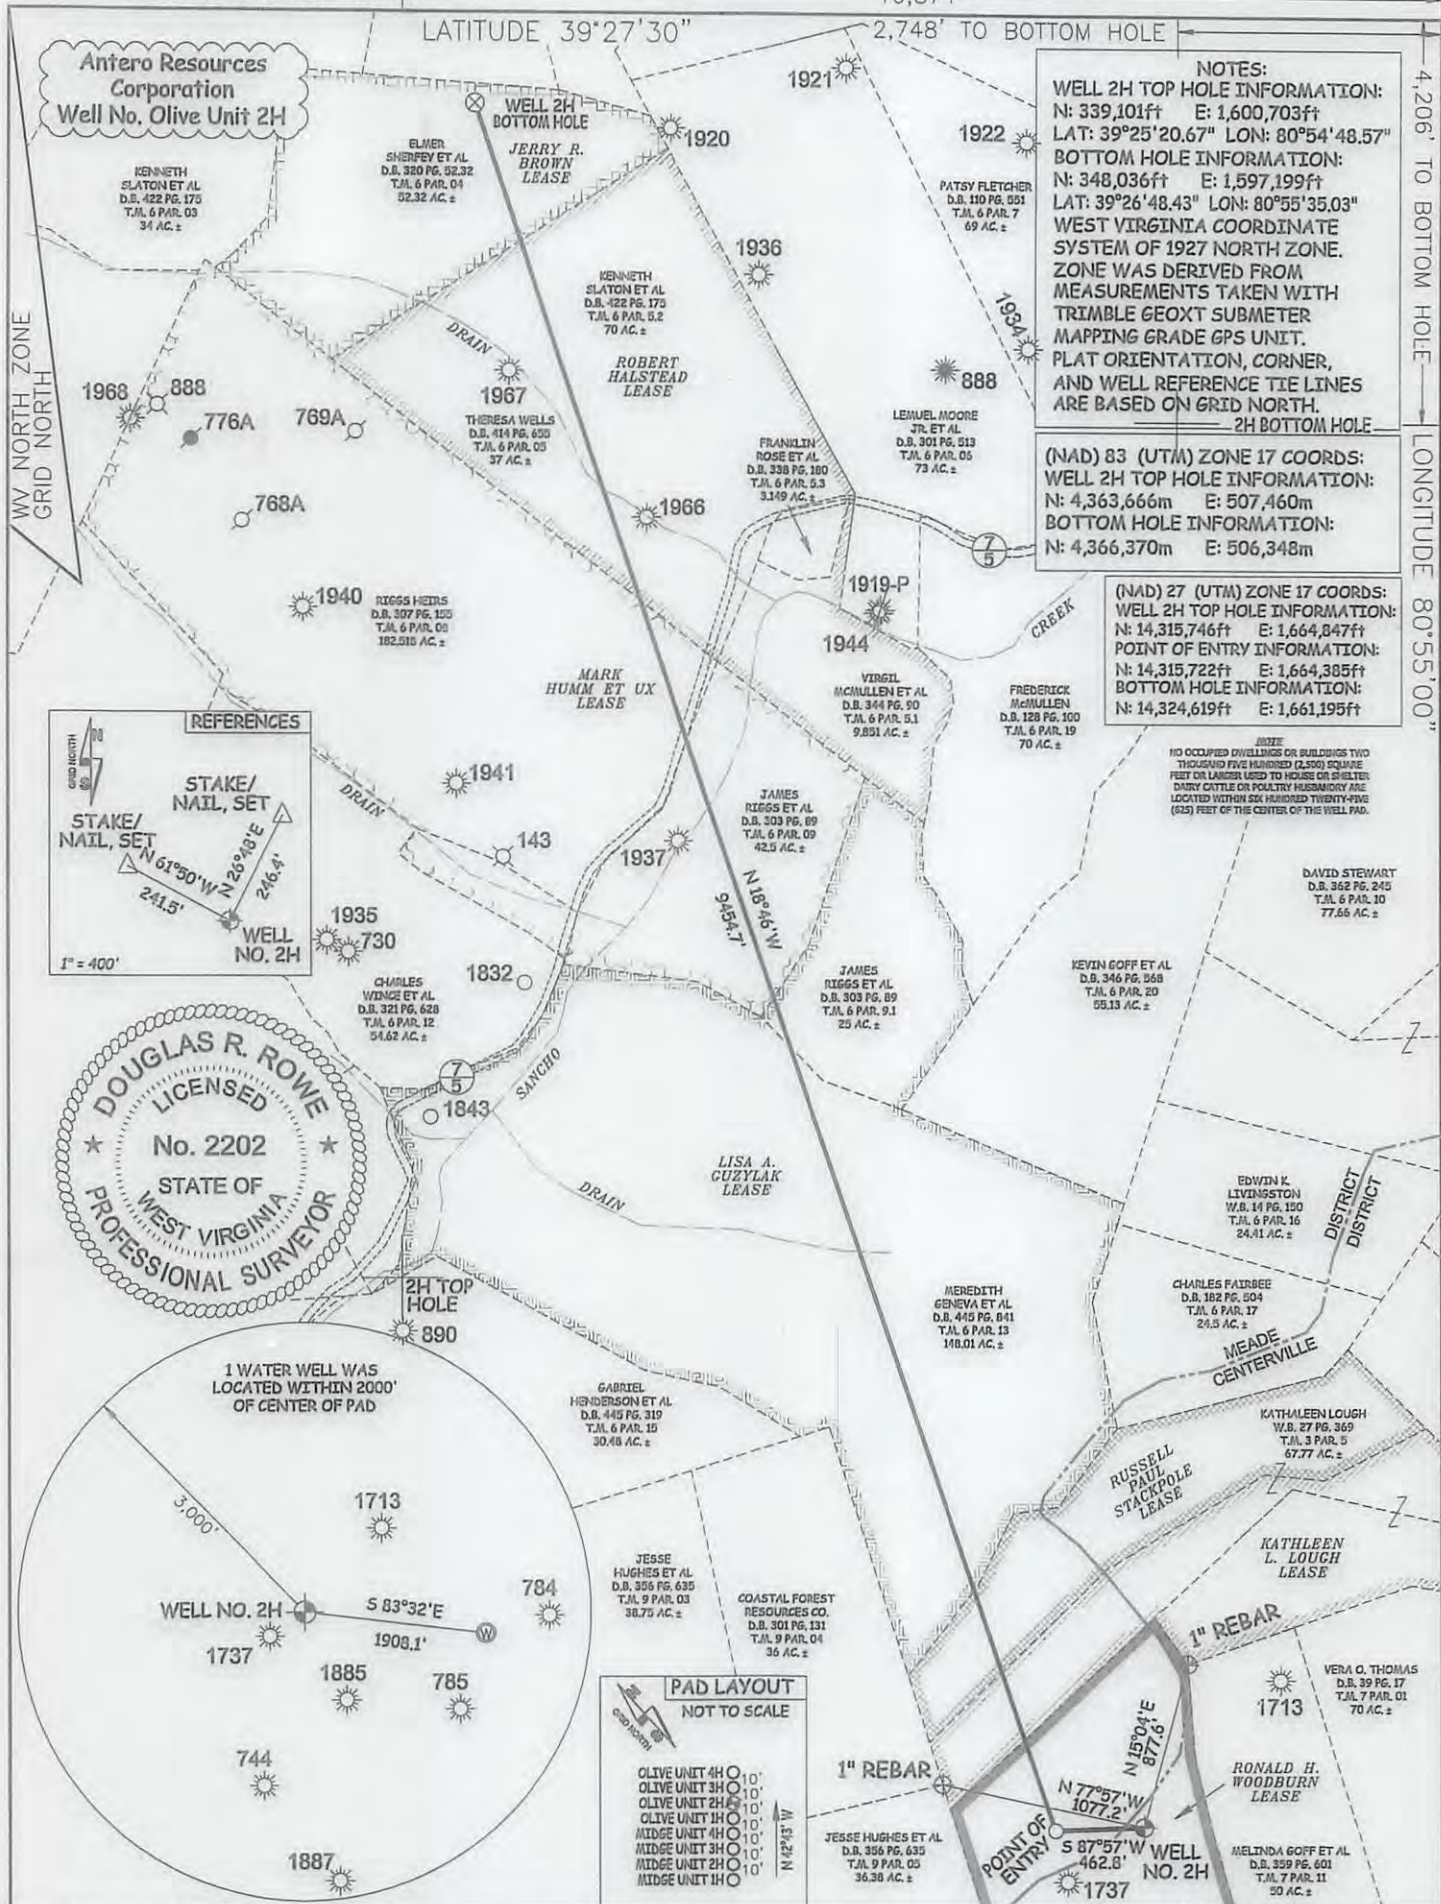 LATITUDE 39°27'30"
2,748' TO BOTTOM HOLE
4,206' TO BOTTOM HOLE
LONGITUDE 80°55'00"
Antero Resources
Corporation
Well No. Olive Unit 2H
WV NORTH ZONE
GRID NORTH
WELL 2H
BOTTOM HOLE
NOTES:
WELL 2H TOP HOLE INFORMATION:
N: 339,101ft E: 1,600,703ft
LAT: 39°25'20.67" LON: 80°54'48.57"
BOTTOM HOLE INFORMATION:
N: 348,036ft E: 1,597,199ft
LAT: 39°26'48.43" LON: 80°55'35.03"
WEST VIRGINIA COORDINATE
SYSTEM OF 1927 NORTH ZONE.
ZONE WAS DERIVED FROM
MEASUREMENTS TAKEN WITH
TRIMBLE GEOXT SUBMETER
MAPPING GRADE GPS UNIT.
PLAT ORIENTATION, CORNER,
AND WELL REFERENCE TIE LINES
ARE BASED ON GRID NORTH.
2H BOTTOM HOLE
(NAD) 83 (UTM) ZONE 17 COORDS:
WELL 2H TOP HOLE INFORMATION:
N: 4,363,666m E: 507,460m
BOTTOM HOLE INFORMATION:
N: 4,366,370m E: 506,348m
(NAD) 27 (UTM) ZONE 17 COORDS:
WELL 2H TOP HOLE INFORMATION:
N: 14,315,746ft E: 1,664,847ft
POINT OF ENTRY INFORMATION:
N: 14,315,722ft E: 1,664,385ft
BOTTOM HOLE INFORMATION:
N: 14,324,619ft E: 1,661,195ft
NOTE
NO OCCUPIED DWELLINGS OR BUILDINGS TWO
THOUSAND FIVE HUNDRED (2,500) SQUARE
FEET OR LARGER USED TO HOUSE OR SHELTER
DAIRY CATTLE OR POULTRY HUSBANDRY ARE
LOCATED WITHIN SIX HUNDRED TWENTY-FIVE
(625) FEET OF THE CENTER OF THE WELL PAD.
KENNETH
SLATON ET AL
D.B. 422 PG. 175
T.M. 6 PAR. 03
34 AC. ±
ELMER
SHERFEY ET AL
D.B. 320 PG. 52.32
T.M. 6 PAR. 04
52.32 AC. ±
JERRY R.
BROWN
LEASE
1920
1921
1922
PATSY FLETCHER
D.B. 110 PG. 551
T.M. 6 PAR. 7
69 AC. ±
1936
1934
KENNETH
SLATON ET AL
D.B. 422 PG. 175
T.M. 6 PAR. 5.2
70 AC. ±
DRAIN
ROBERT
HALSTEAD
LEASE
1967
888
1968
888
776A
769A
768A
THERESA WELLS
D.B. 414 PG. 655
T.M. 6 PAR. 05
37 AC. ±
LEMUEL MOORE
JR. ET AL
D.B. 301 PG. 513
T.M. 6 PAR. 06
73 AC. ±
FRANKLIN
ROSE ET AL
D.B. 338 PG. 180
T.M. 6 PAR. 5.3
3.149 AC. ±
1966
7
5
1919-P
1944
CREEK
1940
RIGGS HEIRS
D.B. 307 PG. 155
T.M. 6 PAR. 08
182.515 AC. ±
MARK
HUMM ET UX
LEASE
VIRGIL
MCMULLEN ET AL
D.B. 344 PG. 90
T.M. 6 PAR. 5.1
9.851 AC. ±
FREDERICK
McMULLEN
D.B. 128 PG. 100
T.M. 6 PAR. 19
70 AC. ±
REFERENCES
GRID NORTH
N
S
STAKE/
NAIL, SET
STAKE/
NAIL, SET
N 61°50'W
241.5'
N 26°48'E
246.4'
WELL
NO. 2H
1" = 400'
1941
DRAIN
143
1937
JAMES
RIGGS ET AL
D.B. 303 PG. 89
T.M. 6 PAR. 09
42.5 AC. ±
N 18°46'W
9454.7'
DAVID STEWART
D.B. 362 PG. 245
T.M. 6 PAR. 10
77.66 AC. ±
1935
730
1832
CHARLES
WINCE ET AL
D.B. 321 PG. 628
T.M. 6 PAR. 12
54.62 AC. ±
JAMES
RIGGS ET AL
D.B. 303 PG. 89
T.M. 6 PAR. 9.1
25 AC. ±
KEVIN GOFF ET AL
D.B. 346 PG. 568
T.M. 6 PAR. 20
55.13 AC. ±
DOUGLAS R. ROWE
LICENSED
No. 2202
STATE OF
WEST VIRGINIA
PROFESSIONAL SURVEYOR
7
5
1843
SANCHO
DRAIN
LISA A.
GUZYLAK
LEASE
EDWIN K.
LIVINGSTON
W.B. 14 PG. 150
T.M. 6 PAR. 16
24.41 AC. ±
DISTRICT
DISTRICT
2H TOP
HOLE
890
MEREDITH
GENEVA ET AL
D.B. 445 PG. 841
T.M. 6 PAR. 13
148.01 AC. ±
CHARLES FAIRBEE
D.B. 182 PG. 504
T.M. 6 PAR. 17
24.5 AC. ±
MEADE
CENTERVILLE
1 WATER WELL WAS
LOCATED WITHIN 2000'
OF CENTER OF PAD
3,000'
1713
WELL NO. 2H
S 83°32'E
1908.1'
W
784
1737
1885
785
744
1887
GABRIEL
HENDERSON ET AL
D.B. 445 PG. 319
T.M. 6 PAR. 15
30.48 AC. ±
KATHALEEN LOUGH
W.B. 27 PG. 369
T.M. 3 PAR. 5
67.77 AC. ±
RUSSELL
PAUL
STACKPOLE
LEASE
KATHLEEN
L. LOUGH
LEASE
JESSE
HUGHES ET AL
D.B. 356 PG. 635
T.M. 9 PAR. 03
38.75 AC. ±
COASTAL FOREST
RESOURCES CO.
D.B. 301 PG. 131
T.M. 9 PAR. 04
36 AC. ±
1" REBAR
VERA O. THOMAS
D.B. 39 PG. 17
T.M. 7 PAR. 01
70 AC. ±
1713
PAD LAYOUT
NOT TO SCALE
GRID NORTH
OLIVE UNIT 4H 10'
OLIVE UNIT 3H 10'
OLIVE UNIT 2H 10'
OLIVE UNIT 1H 10'
MIDGE UNIT 4H 10'
MIDGE UNIT 3H 10'
MIDGE UNIT 2H 10'
MIDGE UNIT 1H
N 42°43' W
1" REBAR
N 15°04'E
877.6'
N 77°57'W
1077.2'
RONALD H.
WOODBURN
LEASE
POINT OF
ENTRY
S 87°57'W
462.8'
WELL
NO. 2H
1737
JESSE HUGHES ET AL
D.B. 356 PG. 635
T.M. 9 PAR. 05
36.38 AC. ±
MELINDA GOFF ET AL
D.B. 359 PG. 601
T.M. 7 PAR. 11
50 AC. ±